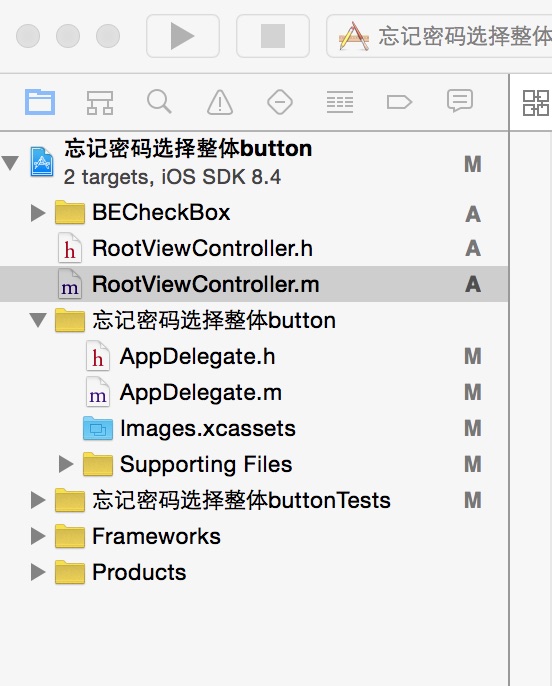 忘记密码选择整体
忘记密码选择整体button
2 targets, iOS SDK 8.4
M
BECheckBox
A
h
RootViewController.h
A
m
RootViewController.m
A
忘记密码选择整体button
h
AppDelegate.h
M
m
AppDelegate.m
M
Images.xcassets
M
Supporting Files
M
忘记密码选择整体buttonTests
M
Frameworks
Products